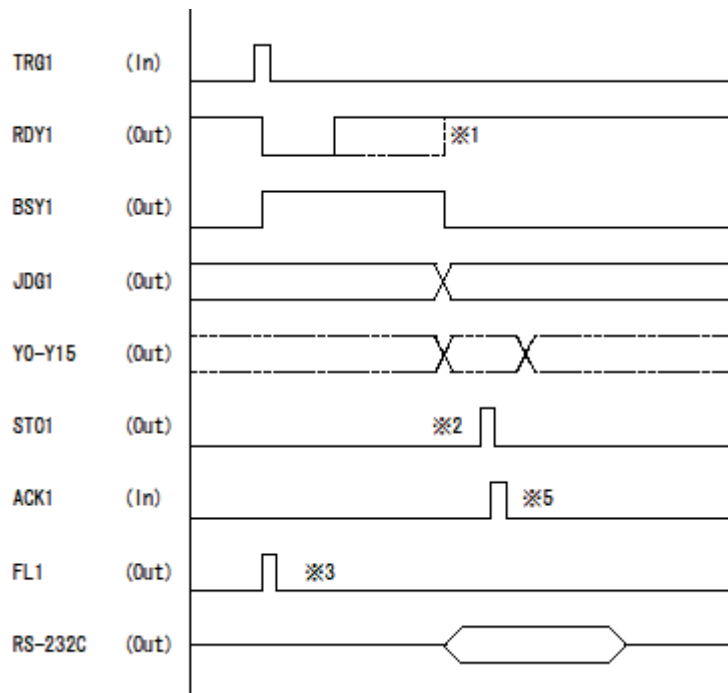 TRG1 (In)
RDY1 (Out) ※1
BSY1 (Out)
JDG1 (Out)
Y0-Y15 (Out)
STO1 (Out) ※2
ACK1 (In) ※5
FL1 (Out) ※3
RS-232C (Out)